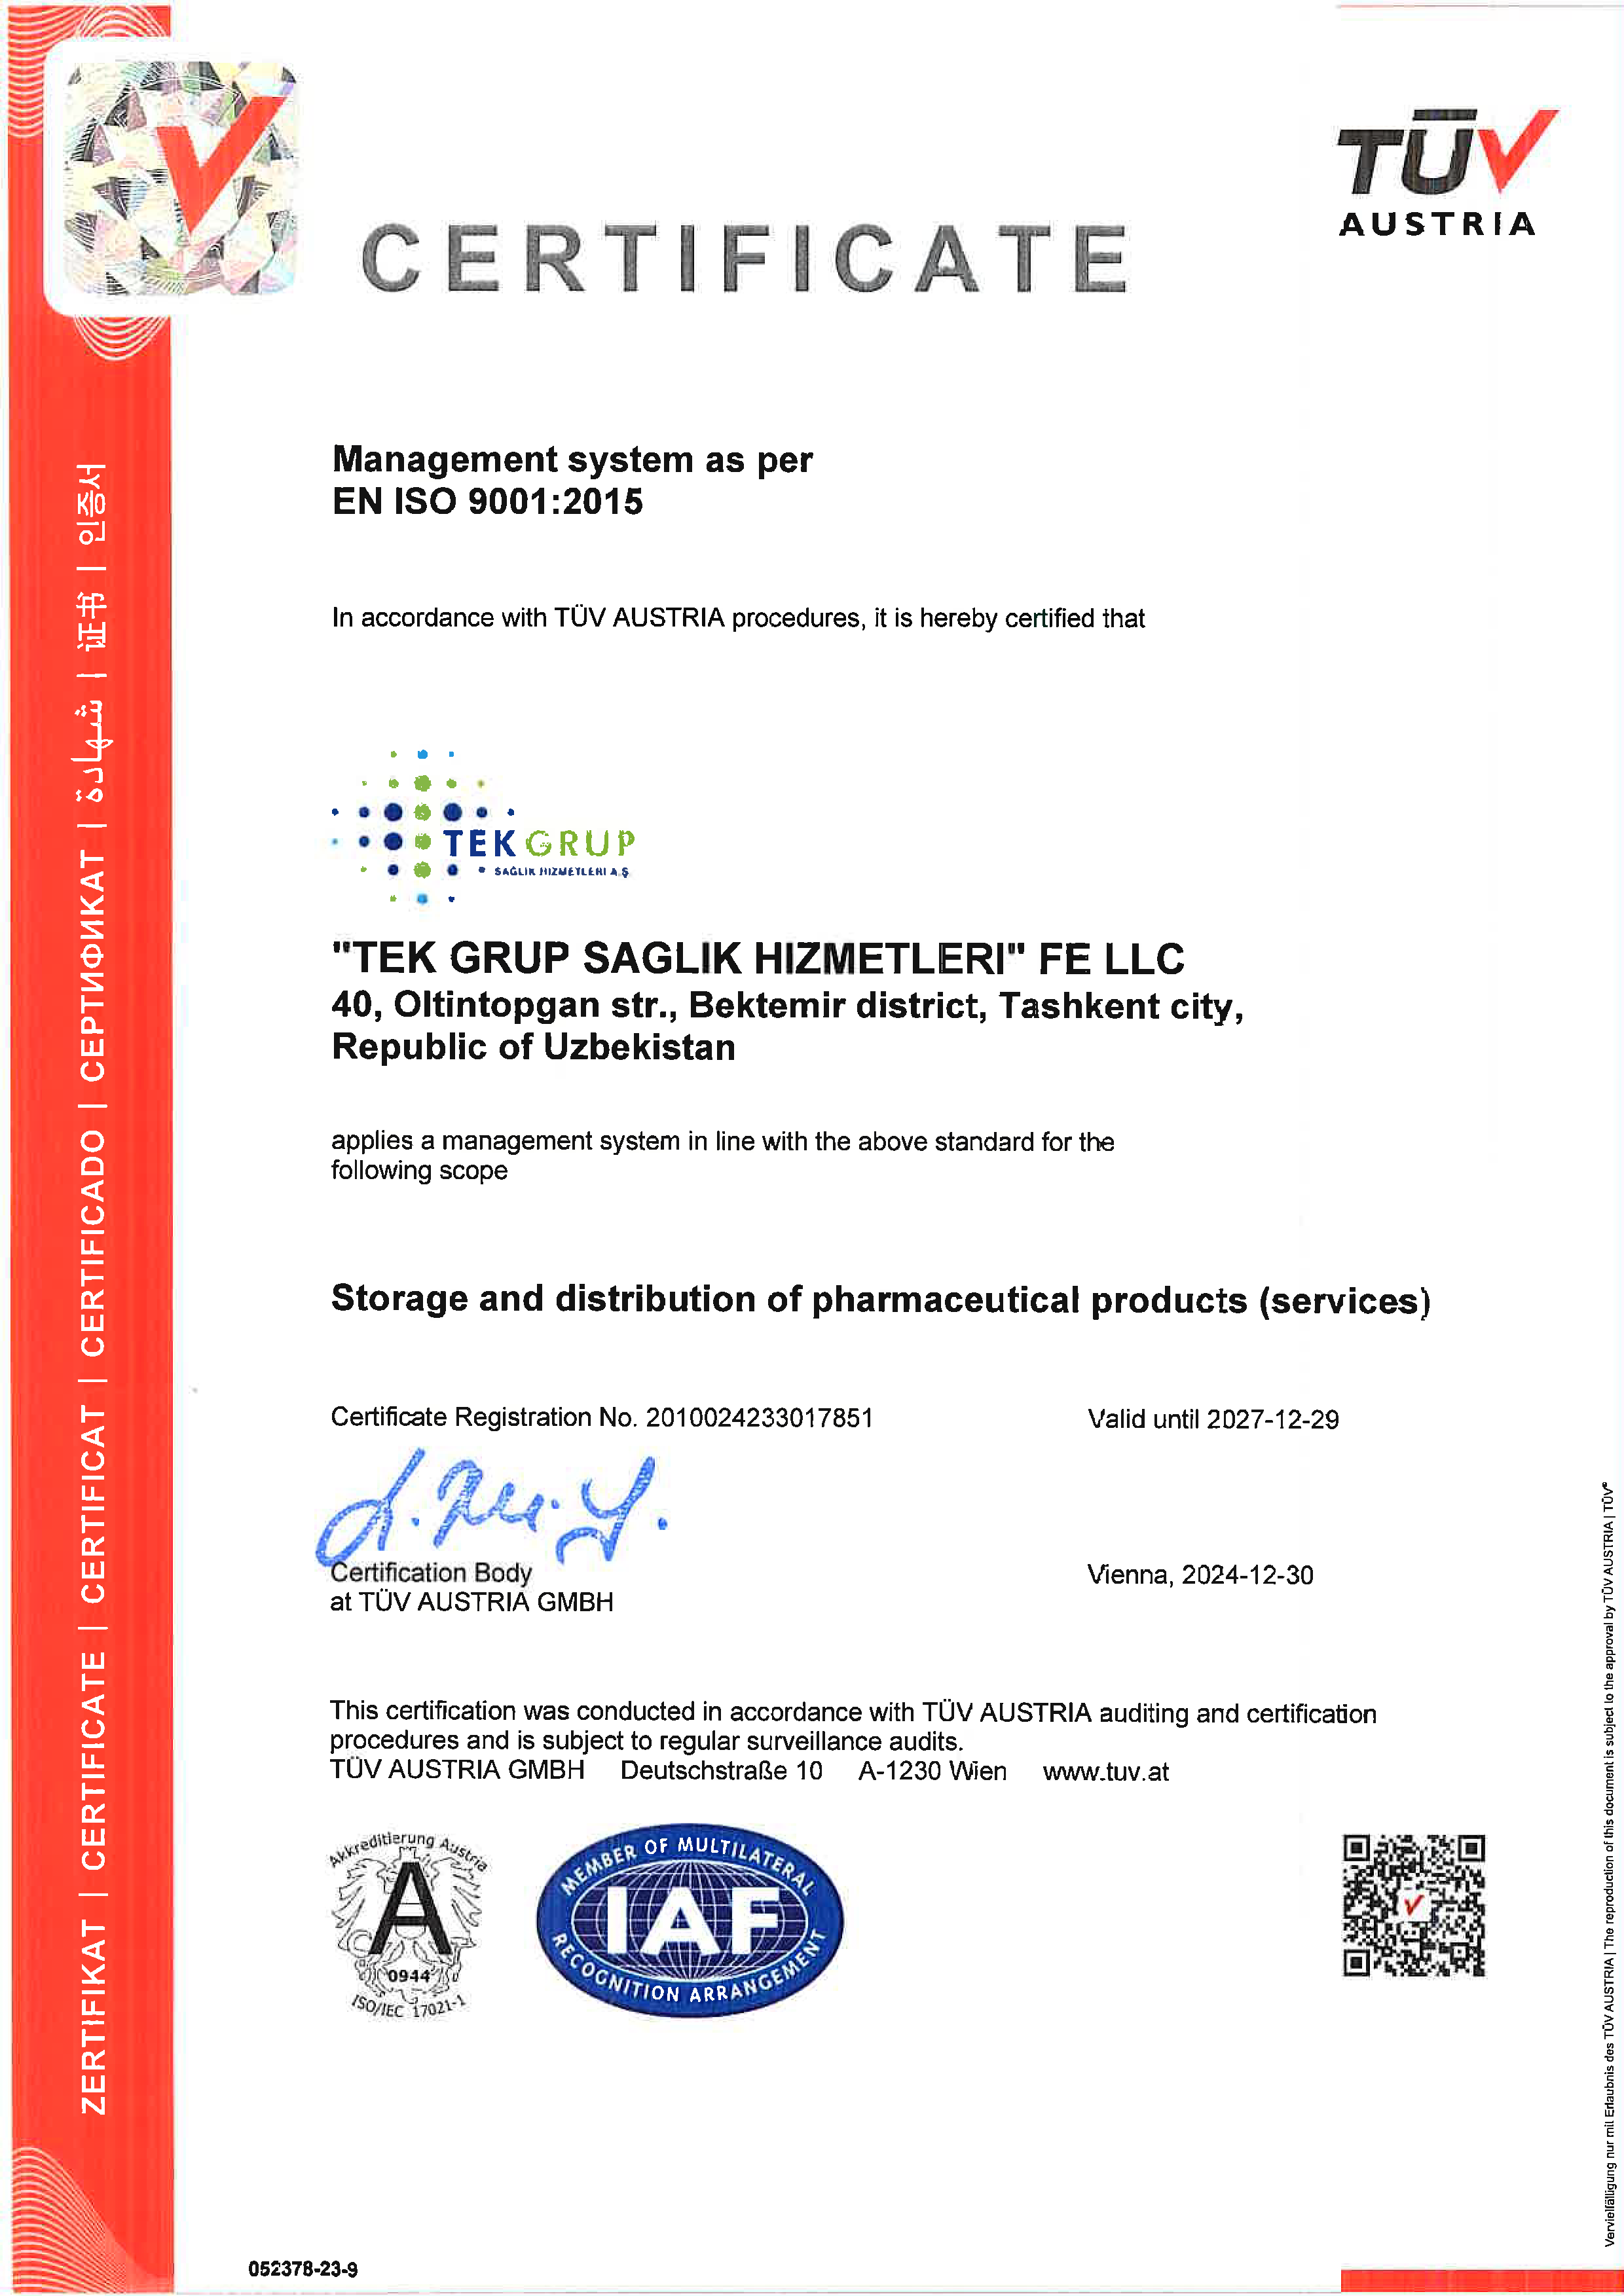 TÜV
AUSTRIA
CERTIFICATE
Management system as per
EN ISO 9001:2015
In accordance with TÜV AUSTRIA procedures, it is hereby certified that
TEK GRUP
SAĞLIK HIZMETLERI A.Ş.
"TEK GRUP SAGLIK HIZMETLERI" FE LLC
40, Oltintopgan str., Bektemir district, Tashkent city,
Republic of Uzbekistan
applies a management system in line with the above standard for the
following scope
Storage and distribution of pharmaceutical products (services)
Certificate Registration No. 2010024233017851
Valid until 2027-12-29
Certification Body
at TÜV AUSTRIA GMBH
Vienna, 2024-12-30
This certification was conducted in accordance with TÜV AUSTRIA auditing and certification
procedures and is subject to regular surveillance audits.
TÜV AUSTRIA GMBH Deutschstraße 10 A-1230 Wien www.tuv.at
Akkreditierung Austria
A
0944
ISO/IEC 17021-1
MEMBER OF MULTILATERAL
IAF
RECOGNITION ARRANGEMENT
052378-23-9
ZERTIFIKAT | CERTIFICATE | CERTIFICAT | CERTIFICADO | СЕРТИФИКАТ | شهادة | 证书 | 인증서
Vervielfältigung nur mit Erlaubnis des TÜV AUSTRIA | The reproduction of this document is subject to the approval by TÜV AUSTRIA | TÜV®